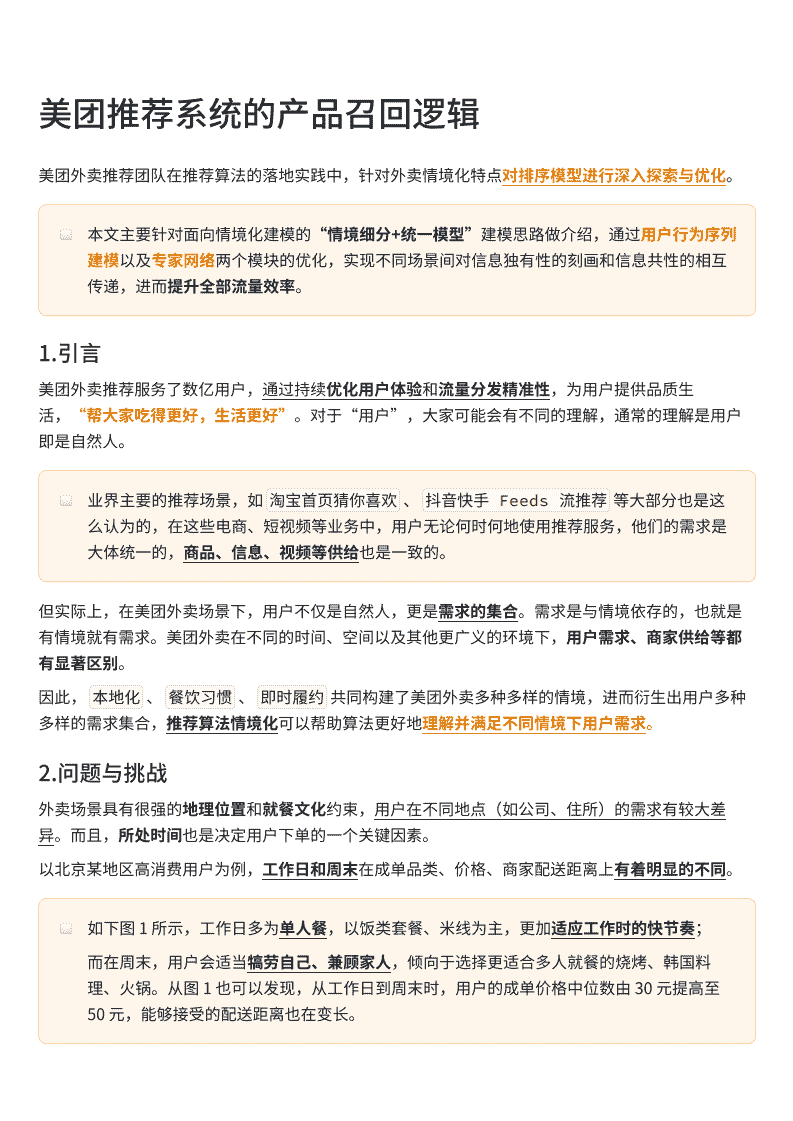 美团推荐系统的产品召回逻辑
美团外卖推荐团队在推荐算法的落地实践中，针对外卖情境化特点对排序模型进行深入探索与优化。
本文主要针对面向情境化建模的“情境细分+统一模型”建模思路做介绍，通过用户行为序列
建模以及专家网络两个模块的优化，实现不同场景间对信息独有性的刻画和信息共性的相互
传递，进而提升全部流量效率。
1.引言
美团外卖推荐服务了数亿用户，通过持续优化用户体验和流量分发精准性，为用户提供品质生
活，“帮大家吃得更好，生活更好”。对于“用户”，大家可能会有不同的理解，通常的理解是用户
即是自然人。
业界主要的推荐场景，如 淘宝首页猜你喜欢 、 抖音快手 Feeds 流推荐 等大部分也是这
么认为的，在这些电商、短视频等业务中，用户无论何时何地使用推荐服务，他们的需求是
大体统一的，商品、信息、视频等供给也是一致的。
但实际上，在美团外卖场景下，用户不仅是自然人，更是需求的集合。需求是与情境依存的，也就是
有情境就有需求。美团外卖在不同的时间、空间以及其他更广义的环境下，用户需求、商家供给等都
有显著区别。
因此， 本地化 、 餐饮习惯 、 即时履约 共同构建了美团外卖多种多样的情境，进而衍生出用户多种
多样的需求集合，推荐算法情境化可以帮助算法更好地理解并满足不同情境下用户需求。
2.问题与挑战
外卖场景具有很强的地理位置和就餐文化约束，用户在不同地点（如公司、住所）的需求有较大差
异。而且，所处时间也是决定用户下单的一个关键因素。
以北京某地区高消费用户为例，工作日和周末在成单品类、价格、商家配送距离上有着明显的不同。
如下图 1 所示，工作日多为单人餐，以饭类套餐、米线为主，更加适应工作时的快节奏；
而在周末，用户会适当犒劳自己、兼顾家人，倾向于选择更适合多人就餐的烧烤、韩国料
理、火锅。从图 1 也可以发现，从工作日到周末时，用户的成单价格中位数由 30 元提高至
50 元，能够接受的配送距离也在变长。